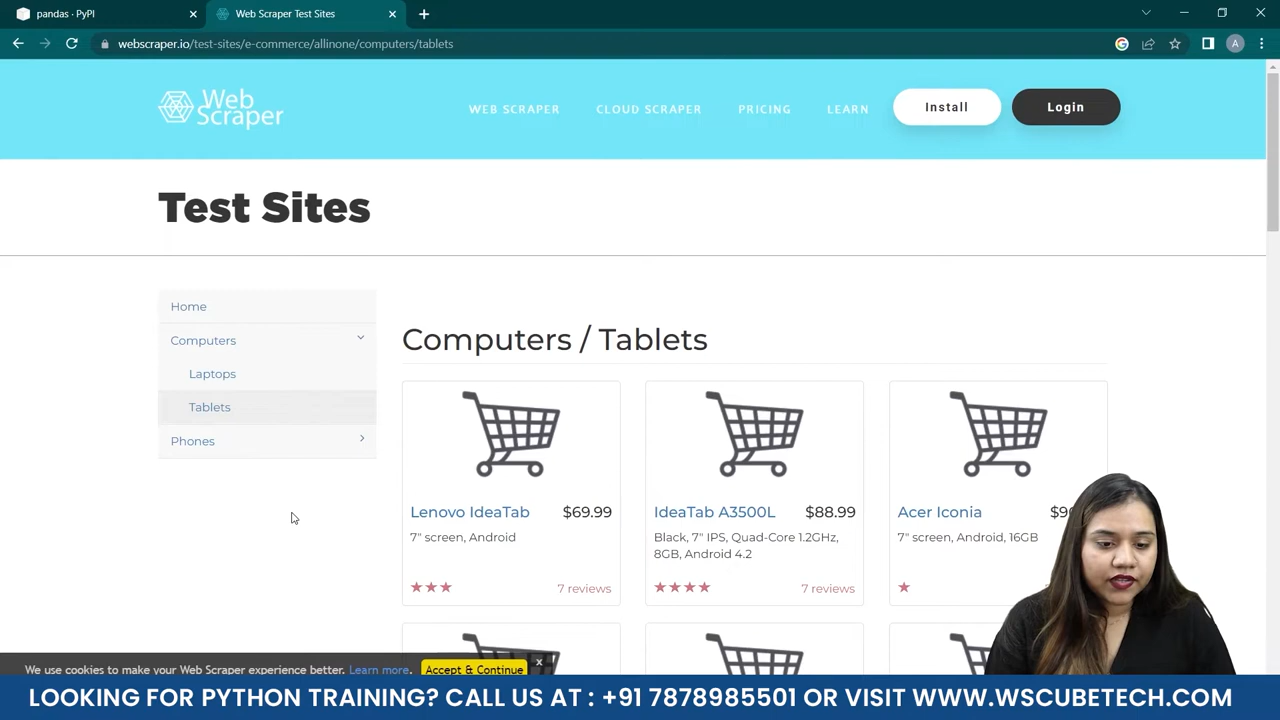 pandas · PyPI
Web Scraper Test Sites
webscraper.io/test-sites/e-commerce/allinone/computers/tablets
A
Web
Scraper
WEB SCRAPER
CLOUD SCRAPER
PRICING
LEARN
Install
Login
Test Sites
Home
Computers
Laptops
Tablets
Phones
Computers / Tablets
Lenovo IdeaTab
$69.99
7" screen, Android
7 reviews
IdeaTab A3500L
$88.99
Black, 7" IPS, Quad-Core 1.2GHz,
8GB, Android 4.2
7 reviews
Acer Iconia
7" screen, Android, 16GB
We use cookies to make your Web Scraper experience better. Learn more.
Accept & Continue
LOOKING FOR PYTHON TRAINING? CALL US AT : +91 7878985501 OR VISIT WWW.WSCUBETECH.COM